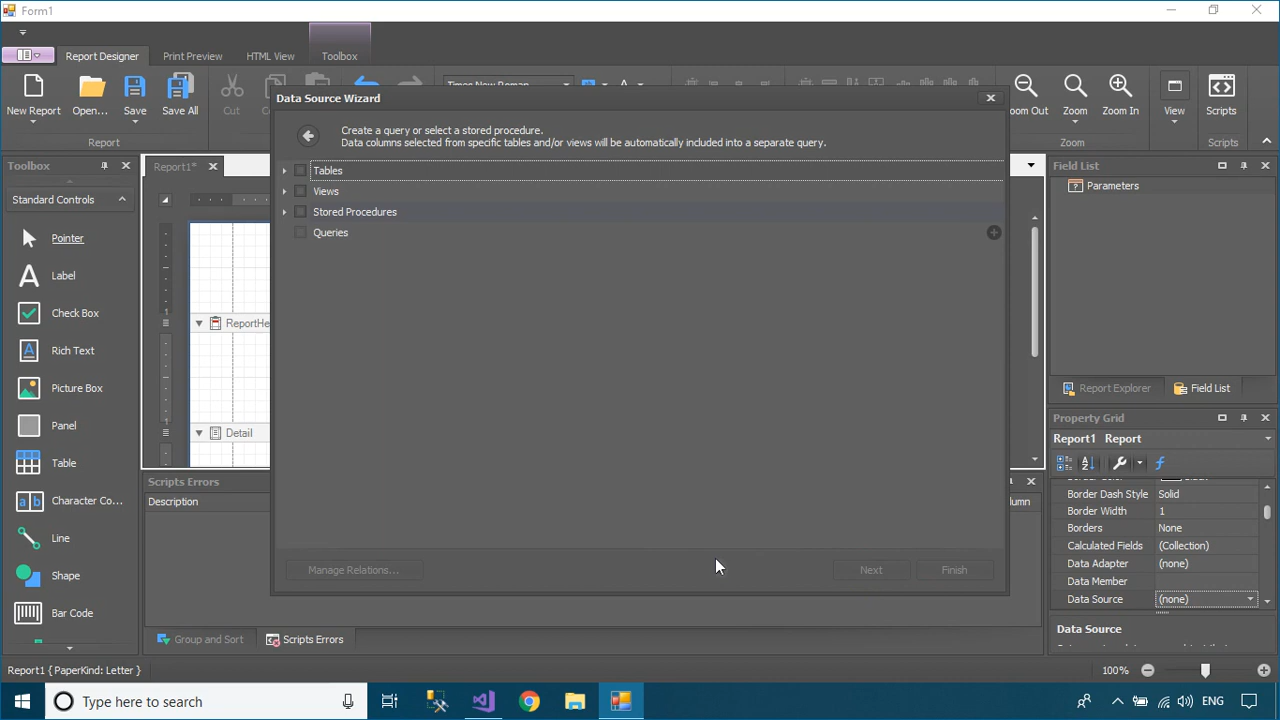 Form1
Report Designer
Print Preview
HTML View
Toolbox
New Report
Open...
Save
Save All
Cut
Times New Roman
Zoom Out
Zoom
Zoom In
View
Scripts
Report
Zoom
Scripts
Toolbox
Standard Controls
Pointer
Label
Check Box
Rich Text
Picture Box
Panel
Table
Character Co...
Line
Shape
Bar Code
Report1*
ReportHe
Detail
Data Source Wizard
Create a query or select a stored procedure.
Data columns selected from specific tables and/or views will be automatically included into a separate query.
Tables
Views
Stored Procedures
Queries
Manage Relations...
Next
Finish
Scripts Errors
Description
lumn
Group and Sort
Scripts Errors
Field List
Parameters
Report Explorer
Field List
Property Grid
Report1 Report
Border Dash Style Solid
Border Width 1
Borders None
Calculated Fields (Collection)
Data Adapter (none)
Data Member
Data Source (none)
Data Source
Report1 { PaperKind: Letter }
100%
Type here to search
ENG